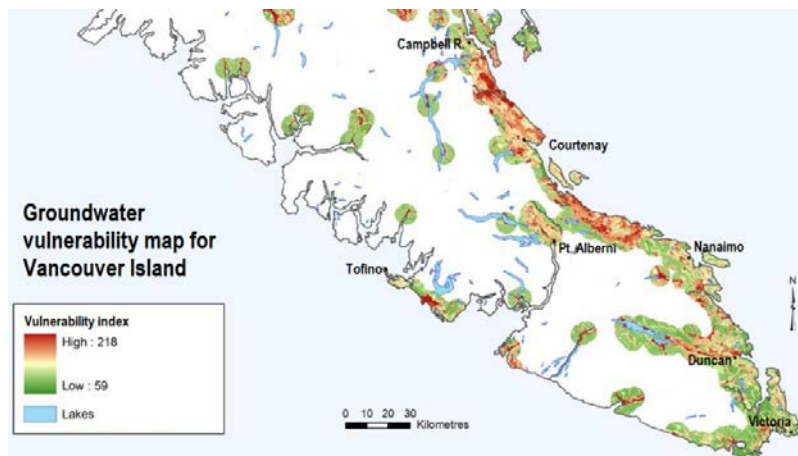 Campbell R.
Courtenay
Groundwater
vulnerability map for
Vancouver Island
Pt. Alberni
Nanaimo
Tofino
N
Vulnerability index
High : 218
Low : 59
Lakes
Duncan
0 10 20 30
Kilometres
Victoria